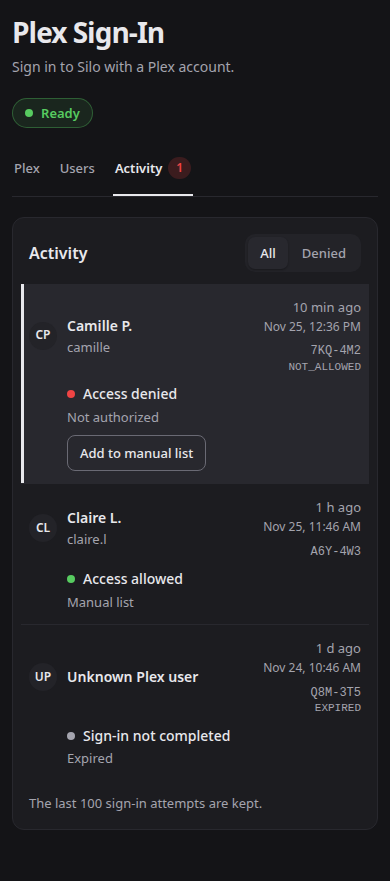 Plex Sign-In
Sign in to Silo with a Plex account.
Ready
Plex Users Activity 1
Activity All Denied
CP
Camille P.
camille
10 min ago
Nov 25, 12:36 PM
7KQ-4M2
NOT_ALLOWED
Access denied
Not authorized
Add to manual list
CL
Claire L.
claire.l
1 h ago
Nov 25, 11:46 AM
A6Y-4W3
Access allowed
Manual list
UP
Unknown Plex user
1 d ago
Nov 24, 10:46 AM
Q8M-3T5
EXPIRED
Sign-in not completed
Expired
The last 100 sign-in attempts are kept.